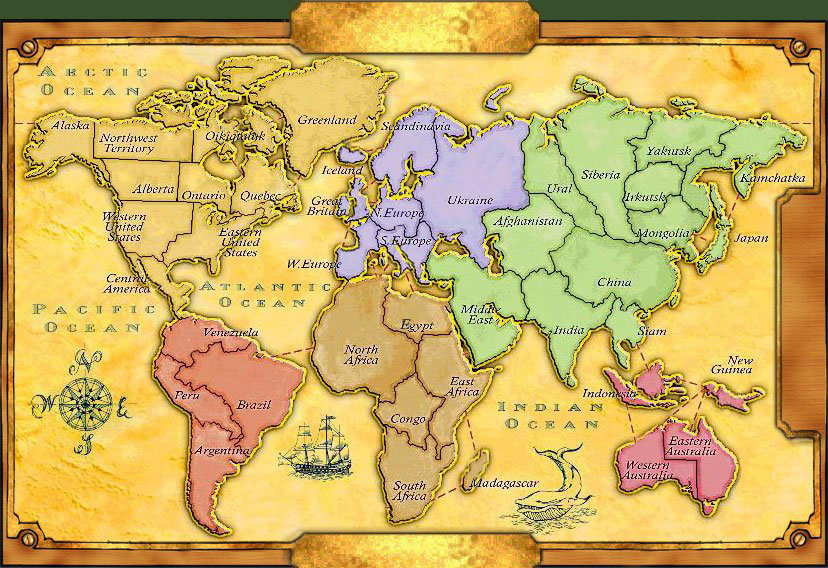 ARCTIC
OCEAN
Alaska
Northwest
Territory
Greenland
Scandinavia
Iceland
Alberta
Ontario
Quebec
Great
Britain
N.Europe
Ukraine
Ural
Siberia
Yakutsk
Kamchatka
Irkutsk
Western
United
States
Eastern
United
States
W.Europe
S.Europe
Afghanistan
Mongolia
Japan
Central
America
ATLANTIC
OCEAN
China
PACIFIC
OCEAN
Venezuela
Egypt
Middle
East
India
Siam
North
Africa
N
W
E
S
Peru
Brazil
East
Africa
Indonesia
New
Guinea
Congo
INDIAN
OCEAN
Argentina
Eastern
Australia
Western
Australia
South
Africa
Madagascar